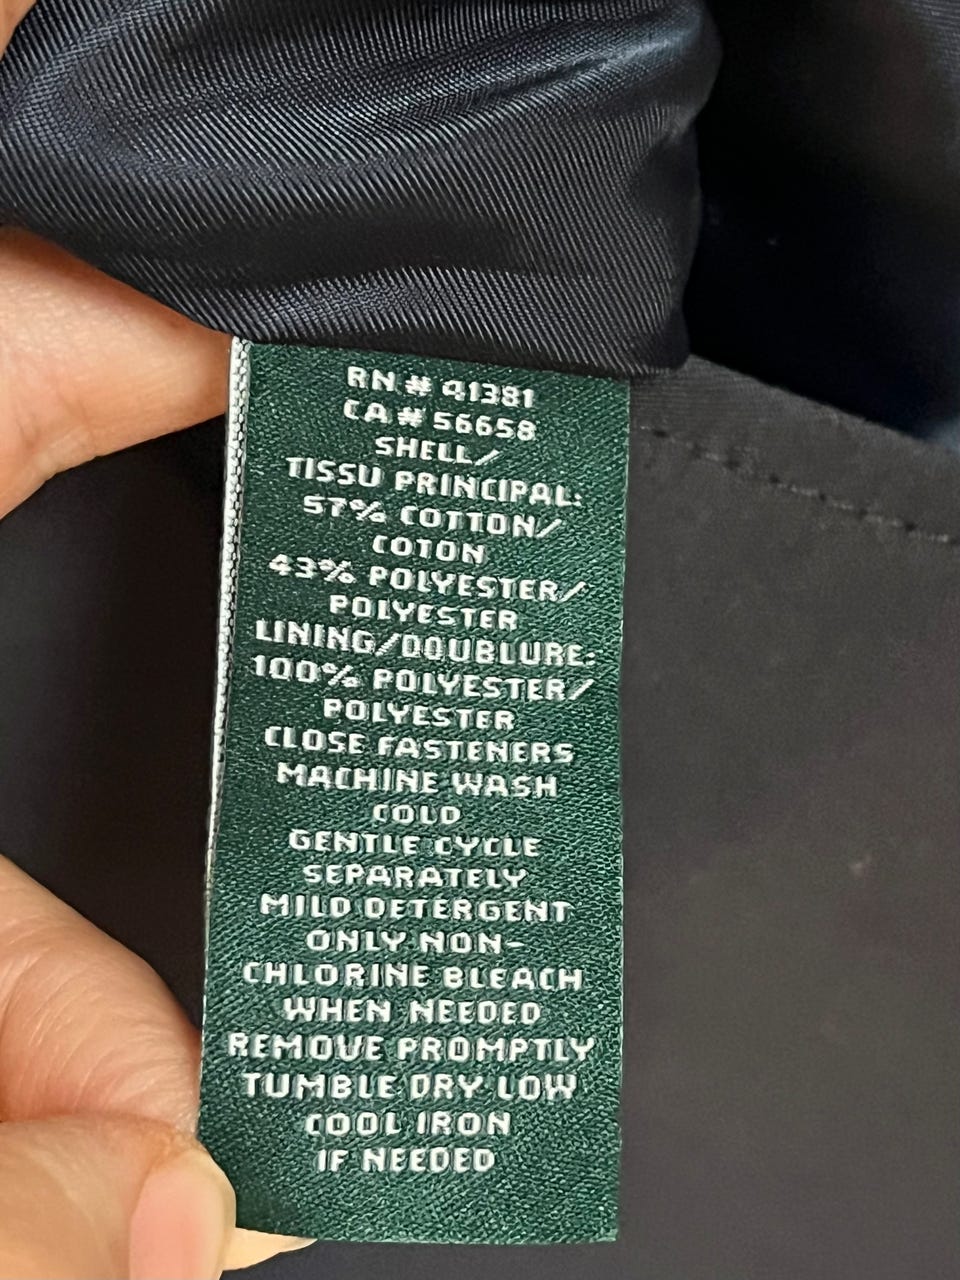 RN # 41381
CA # 56658
SHELL/
TISSU PRINCIPAL:
57% COTTON/
COTON
43% POLYESTER/
POLYESTER
LINING/DOUBLURE:
100% POLYESTER/
POLYESTER
CLOSE FASTENERS
MACHINE WASH
COLD
GENTLE CYCLE
SEPARATELY
MILD DETERGENT
ONLY NON-
CHLORINE BLEACH
WHEN NEEDED
REMOVE PROMPTLY
TUMBLE DRY LOW
COOL IRON
IF NEEDED